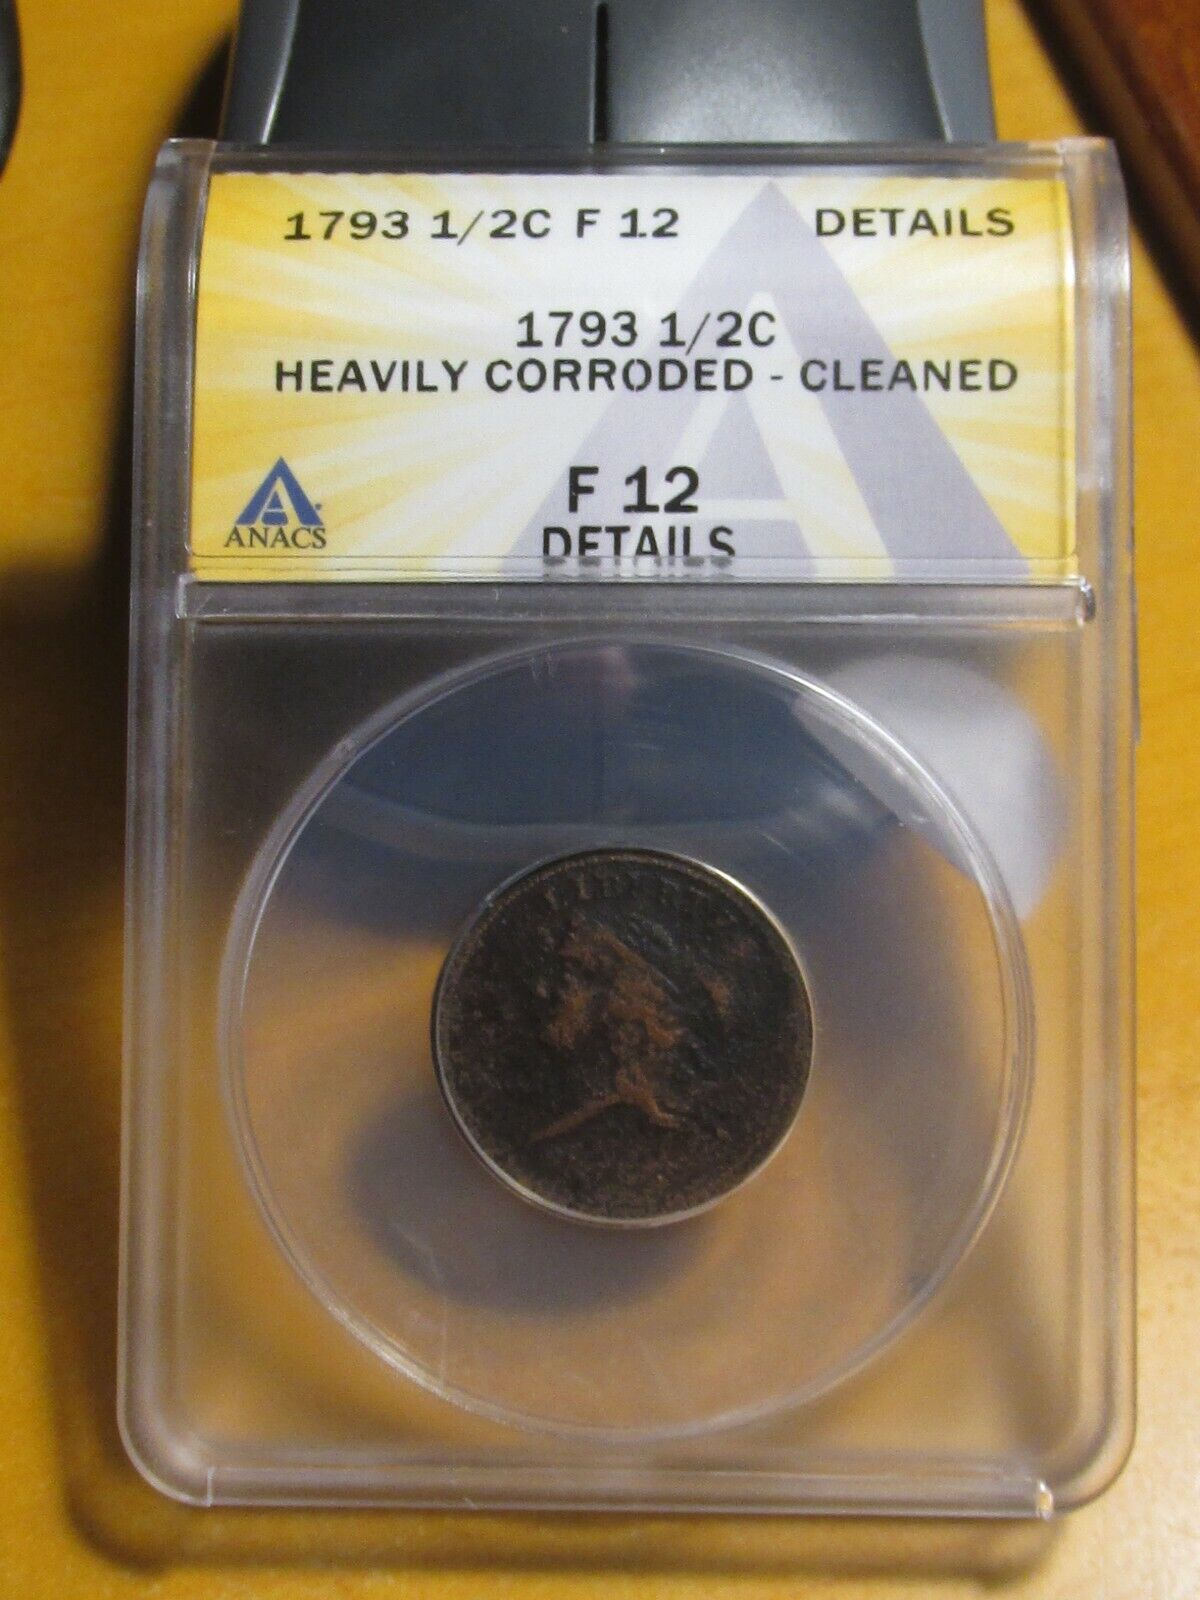 1793 1/2C F 12 DETAILS
1793 1/2C
HEAVILY CORRODED - CLEANED
F 12
DETAILS
ANACS